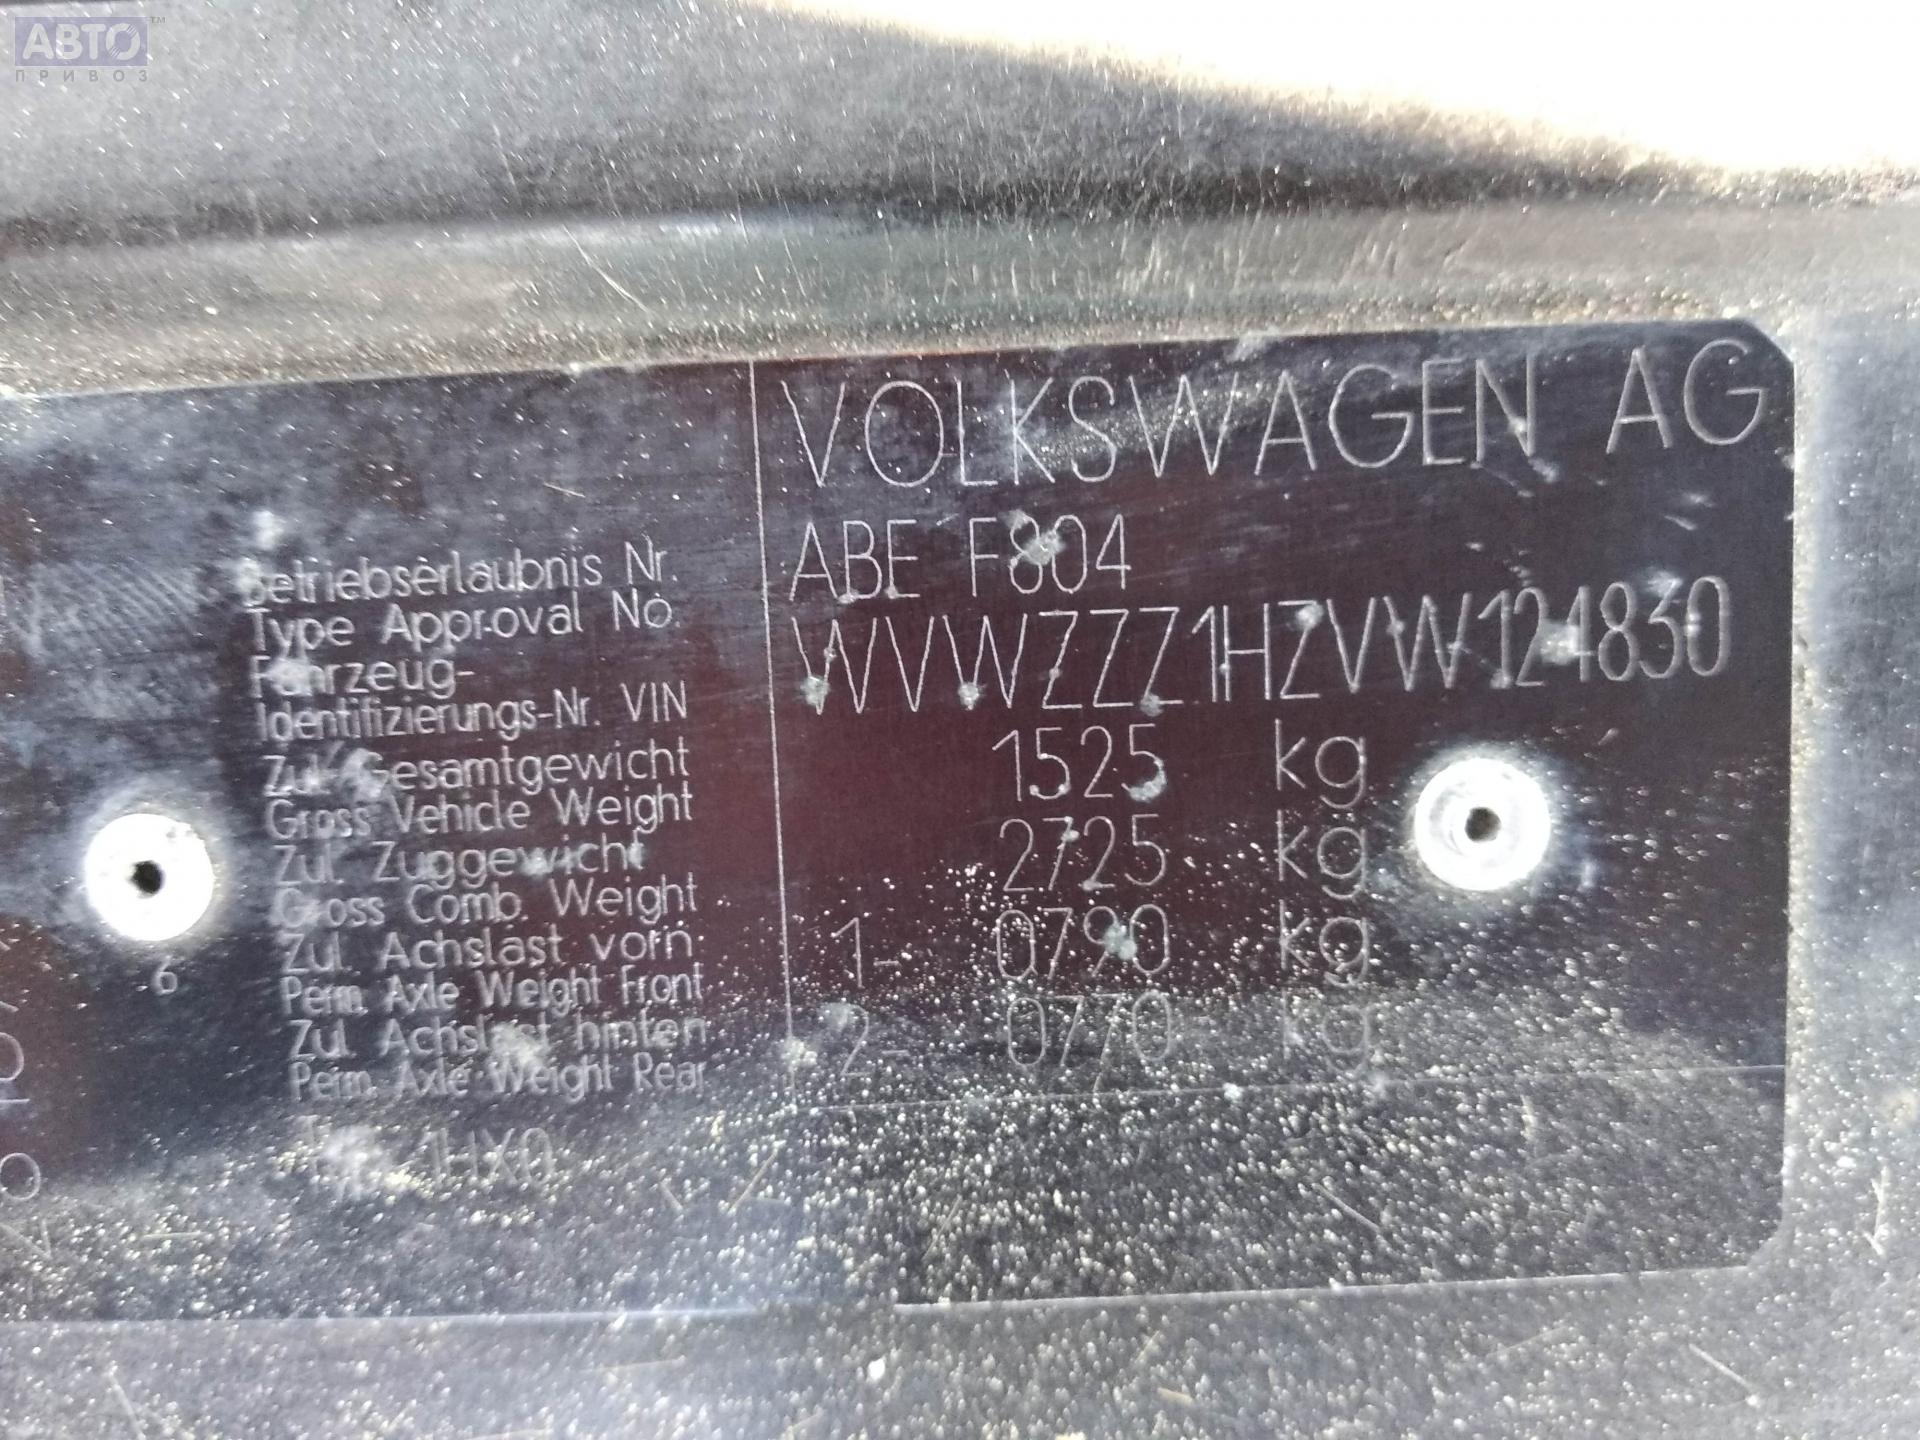 АВТО™
ПРИВОЗ
VOLKSWAGEN AG
Betriebserlaubnis Nr.
Type Approval No.
ABE F804
Fahrzeug-
Identifizierungs-Nr. VIN
WVWZZZ1HZVW124830
Zul. Gesamtgewicht
Gross Vehicle Weight
1525 kg
Zul. Zuggewicht
Gross Comb. Weight
2725 kg
Zul. Achslast vorn
Perm. Axle Weight Front
1- 0790 kg
Zul. Achslast hinten
Perm. Axle Weight Rear
2- 0770 kg
1HX0
6